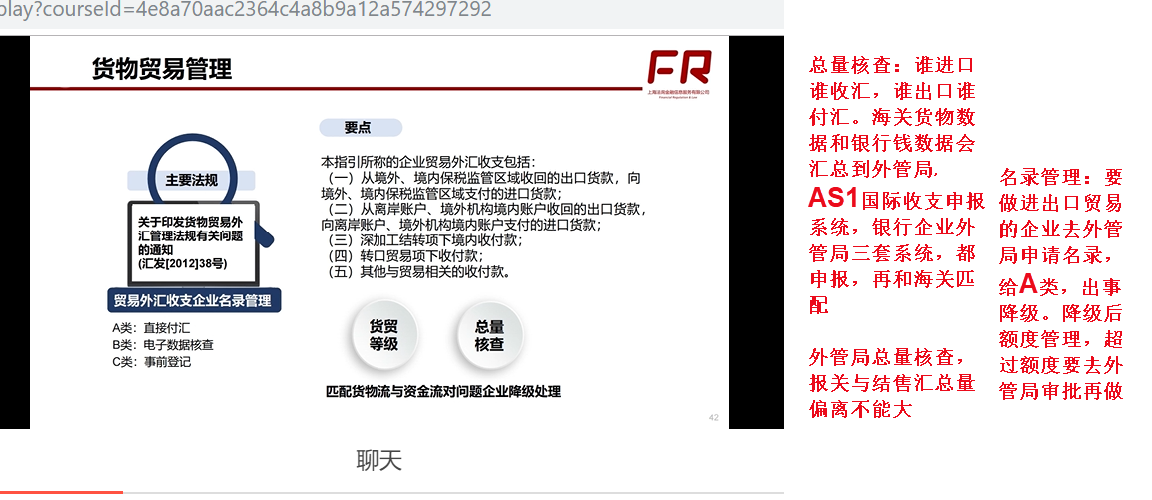 play?courseId=4e8a70aac2364c4a8b9a12a574297292
货物贸易管理
FR
上海法询金融信息服务有限公司
Financial Regulation & Law
主要法规
关于印发货物贸易外
汇管理法规有关问题
的通知
(汇发[2012]38号)
贸易外汇收支企业名录管理
A类：直接付汇
B类：电子数据核查
C类：事前登记
要点
本指引所称的企业贸易外汇收支包括：
（一）从境外、境内保税监管区域收回的出口货款，向
境外、境内保税监管区域支付的进口货款；
（二）从离岸账户、境外机构境内账户收回的出口货款，
向离岸账户、境外机构境内账户支付的进口货款；
（三）深加工结转项下境内收付款；
（四）转口贸易项下收付款；
（五）其他与贸易相关的收付款。
货贸
等级
总量
核查
匹配货物流与资金流对问题企业降级处理
42
聊天
总量核查：谁进口
谁收汇，谁出口谁
付汇。海关货物数
据和银行钱数据会
汇总到外管局，
AS1国际收支申报
系统，银行企业外
管局三套系统，都
申报，再和海关匹
配
外管局总量核查，
报关与结售汇总量
偏离不能大
名录管理：要
做进出口贸易
的企业去外管
局申请名录，
给A类，出事
降级。降级后
额度管理，超
过额度要去外
管局审批再做